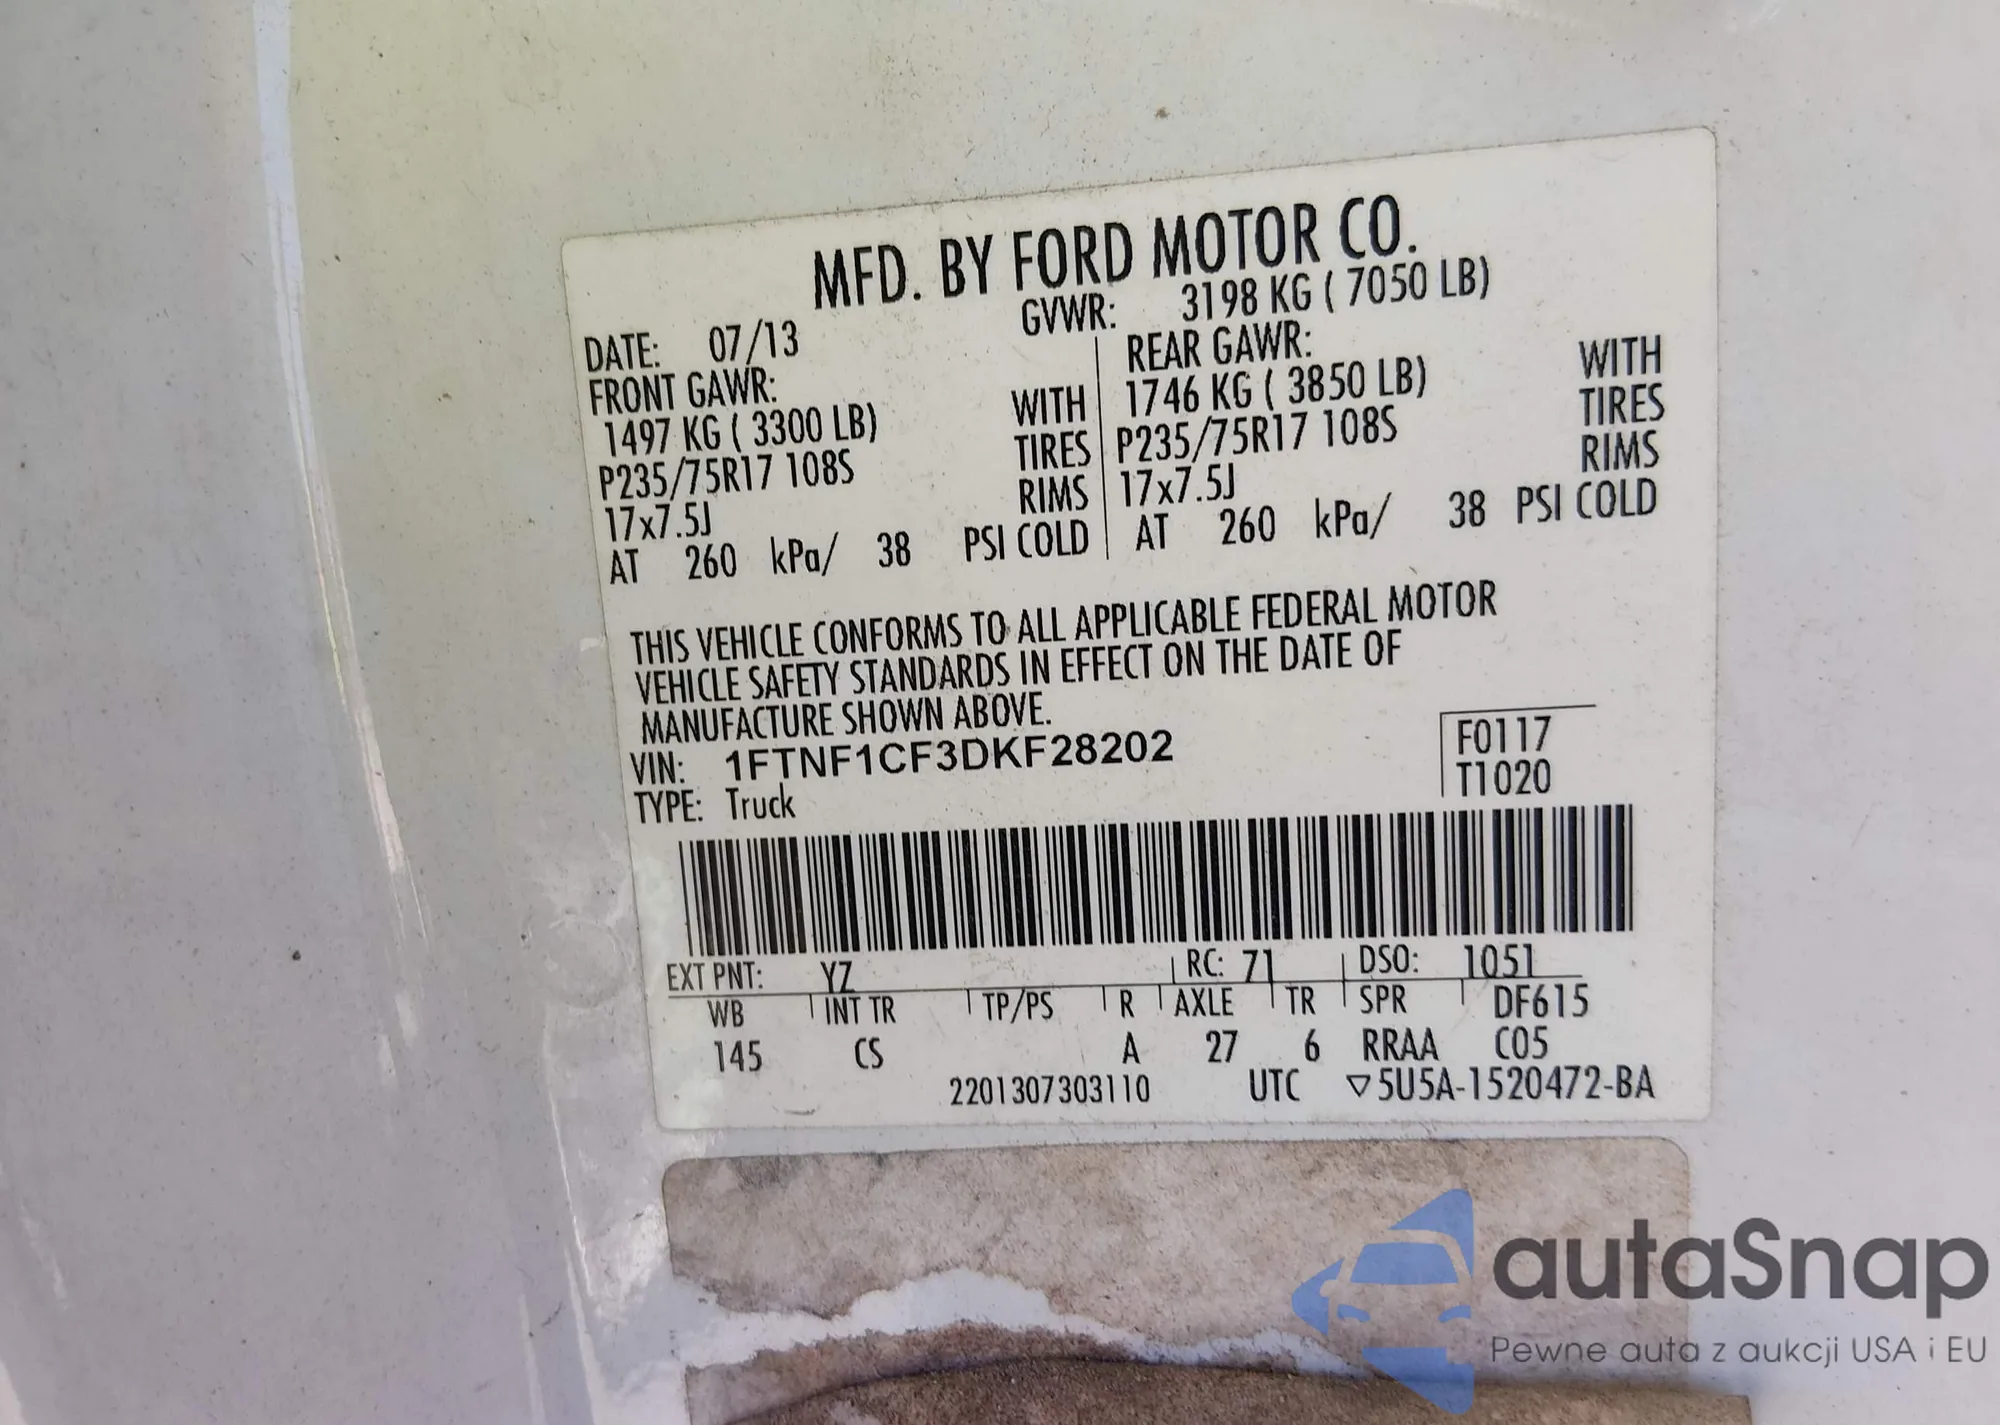 MFD. BY FORD MOTOR CO.
DATE: 07/13 GVWR: 3198 KG ( 7050 LB)
FRONT GAWR: REAR GAWR:
1497 KG ( 3300 LB) WITH 1746 KG ( 3850 LB) WITH
P235/75R17 108S TIRES P235/75R17 108S TIRES
17x7.5J RIMS 17x7.5J RIMS
AT 260 kPa/ 38 PSI COLD AT 260 kPa/ 38 PSI COLD
THIS VEHICLE CONFORMS TO ALL APPLICABLE FEDERAL MOTOR
VEHICLE SAFETY STANDARDS IN EFFECT ON THE DATE OF
MANUFACTURE SHOWN ABOVE.
VIN: 1FTNF1CF3DKF28202 F0117
TYPE: Truck T1020
EXT PNT: YZ RC: 71 DSO: 1051
WB INT TR TP/PS R AXLE TR SPR DF615
145 CS A 27 6 RRAA C05
2201307303110 UTC ▽5U5A-1520472-BA
autaSnap
Pewne auta z aukcji USA i EU